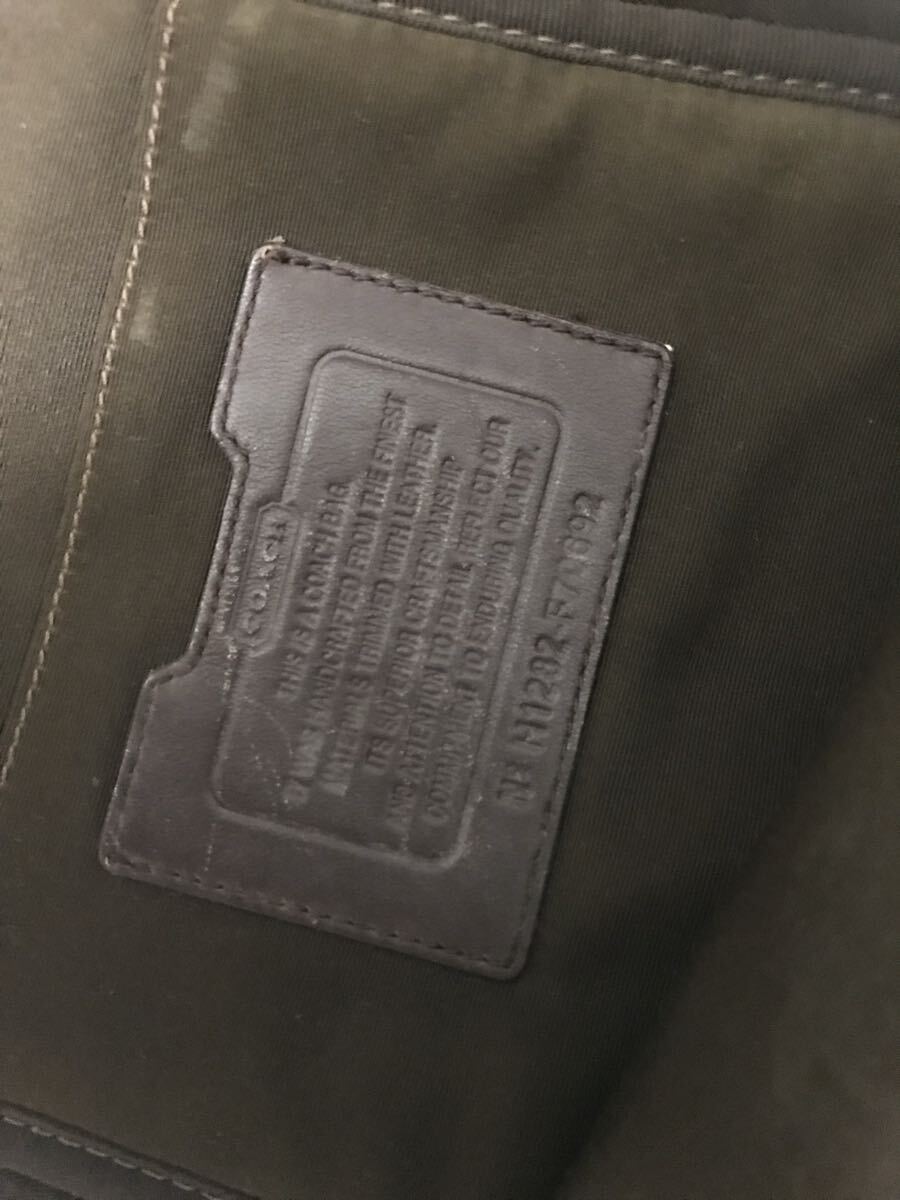 COACH
THIS IS A COACH BAG.
IT WAS HANDCRAFTED FROM THE FINEST
MATERIALS TRIMMED WITH LEATHER.
ITS SUPERIOR CRAFTSMANSHIP
AND ATTENTION TO DETAIL REFLECT OUR
COMMITMENT TO ENDURING QUALITY.
H1282-F70692